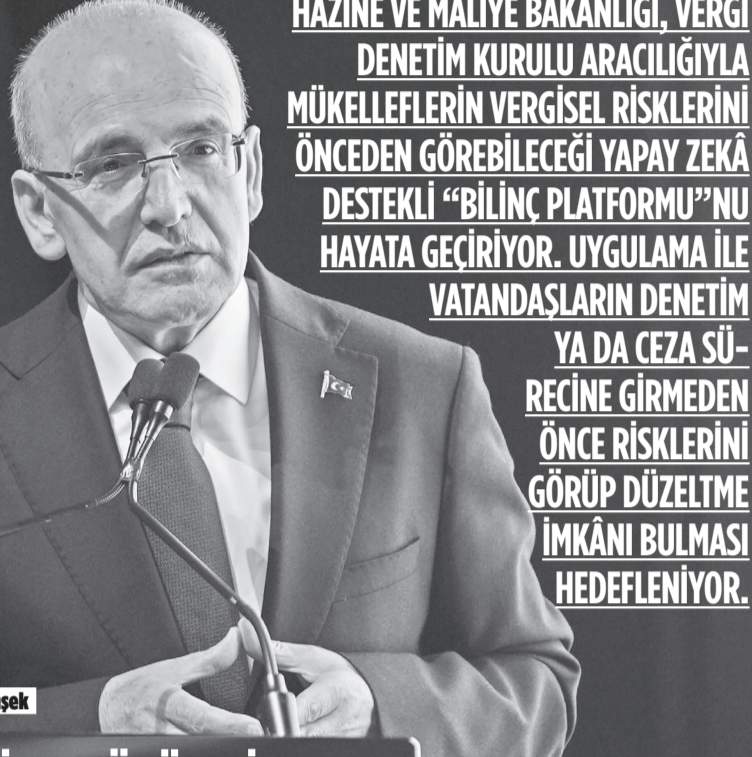 HAZİNE VE MALİYE BAKANLIĞI, VERGİ
DENETİM KURULU ARACILIĞIYLA
MÜKELLEFLERİN VERGİSEL RİSKLERİNİ
ÖNCEDEN GÖREBİLECEĞİ YAPAY ZEKÂ
DESTEKLİ “BİLİNÇ PLATFORMU”NU
HAYATA GEÇİRİYOR. UYGULAMA İLE
VATANDAŞLARIN DENETİM
YA DA CEZA SÜ-
RECİNE GİRMEDEN
ÖNCE RİSKLERİNİ
GÖRÜP DÜZELTME
İMKÂNI BULMASI
HEDEFLENİYOR.
şek